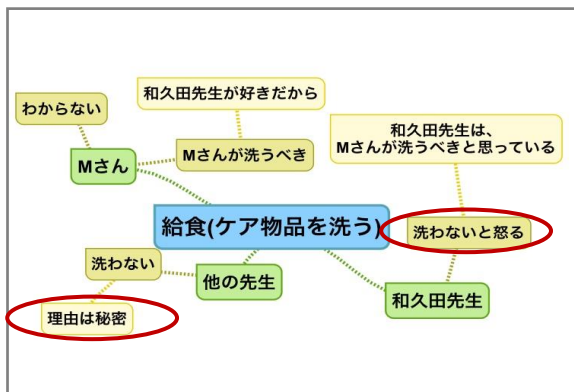 和久田先生が好きだから
わからない
和久田先生は、
Mさんが洗うべきと思っている
Mさん
Mさんが洗うべき
給食(ケア物品を洗う)
洗わないと怒る
洗わない
他の先生
和久田先生
理由は秘密